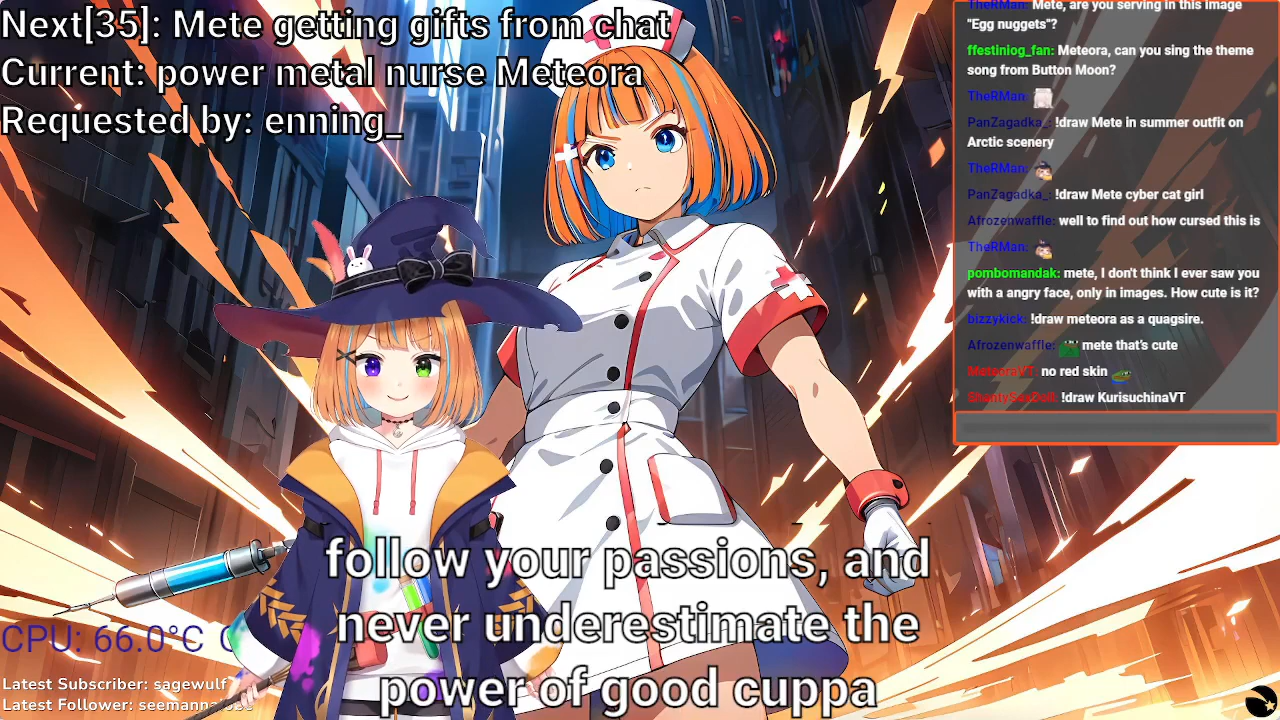 Next[35]: Mete getting gifts from chat
Current: power metal nurse Meteora
Requested by: enning_
TheRMan: Mete, are you serving in this image
"Egg nuggets"?
ffestiniog_fan: Meteora, can you sing the theme
song from Button Moon?
TheRMan:
PanZagadka_: !draw Mete in summer outfit on
Arctic scenery
TheRMan:
PanZagadka_: !draw Mete cyber cat girl
Afrozenwaffle: well to find out how cursed this is
TheRMan:
pombomandak: mete, I don't think I ever saw you
with a angry face, only in images. How cute is it?
bizzykick: !draw meteora as a quagsire.
Afrozenwaffle: mete that's cute
MeteoraVT: no red skin
ShantySaxDoll: !draw KurisuchinaVT
follow your passions, and
never underestimate the
power of good cuppa
CPU: 66.0°C
Latest Subscriber: sagewulf
Latest Follower: